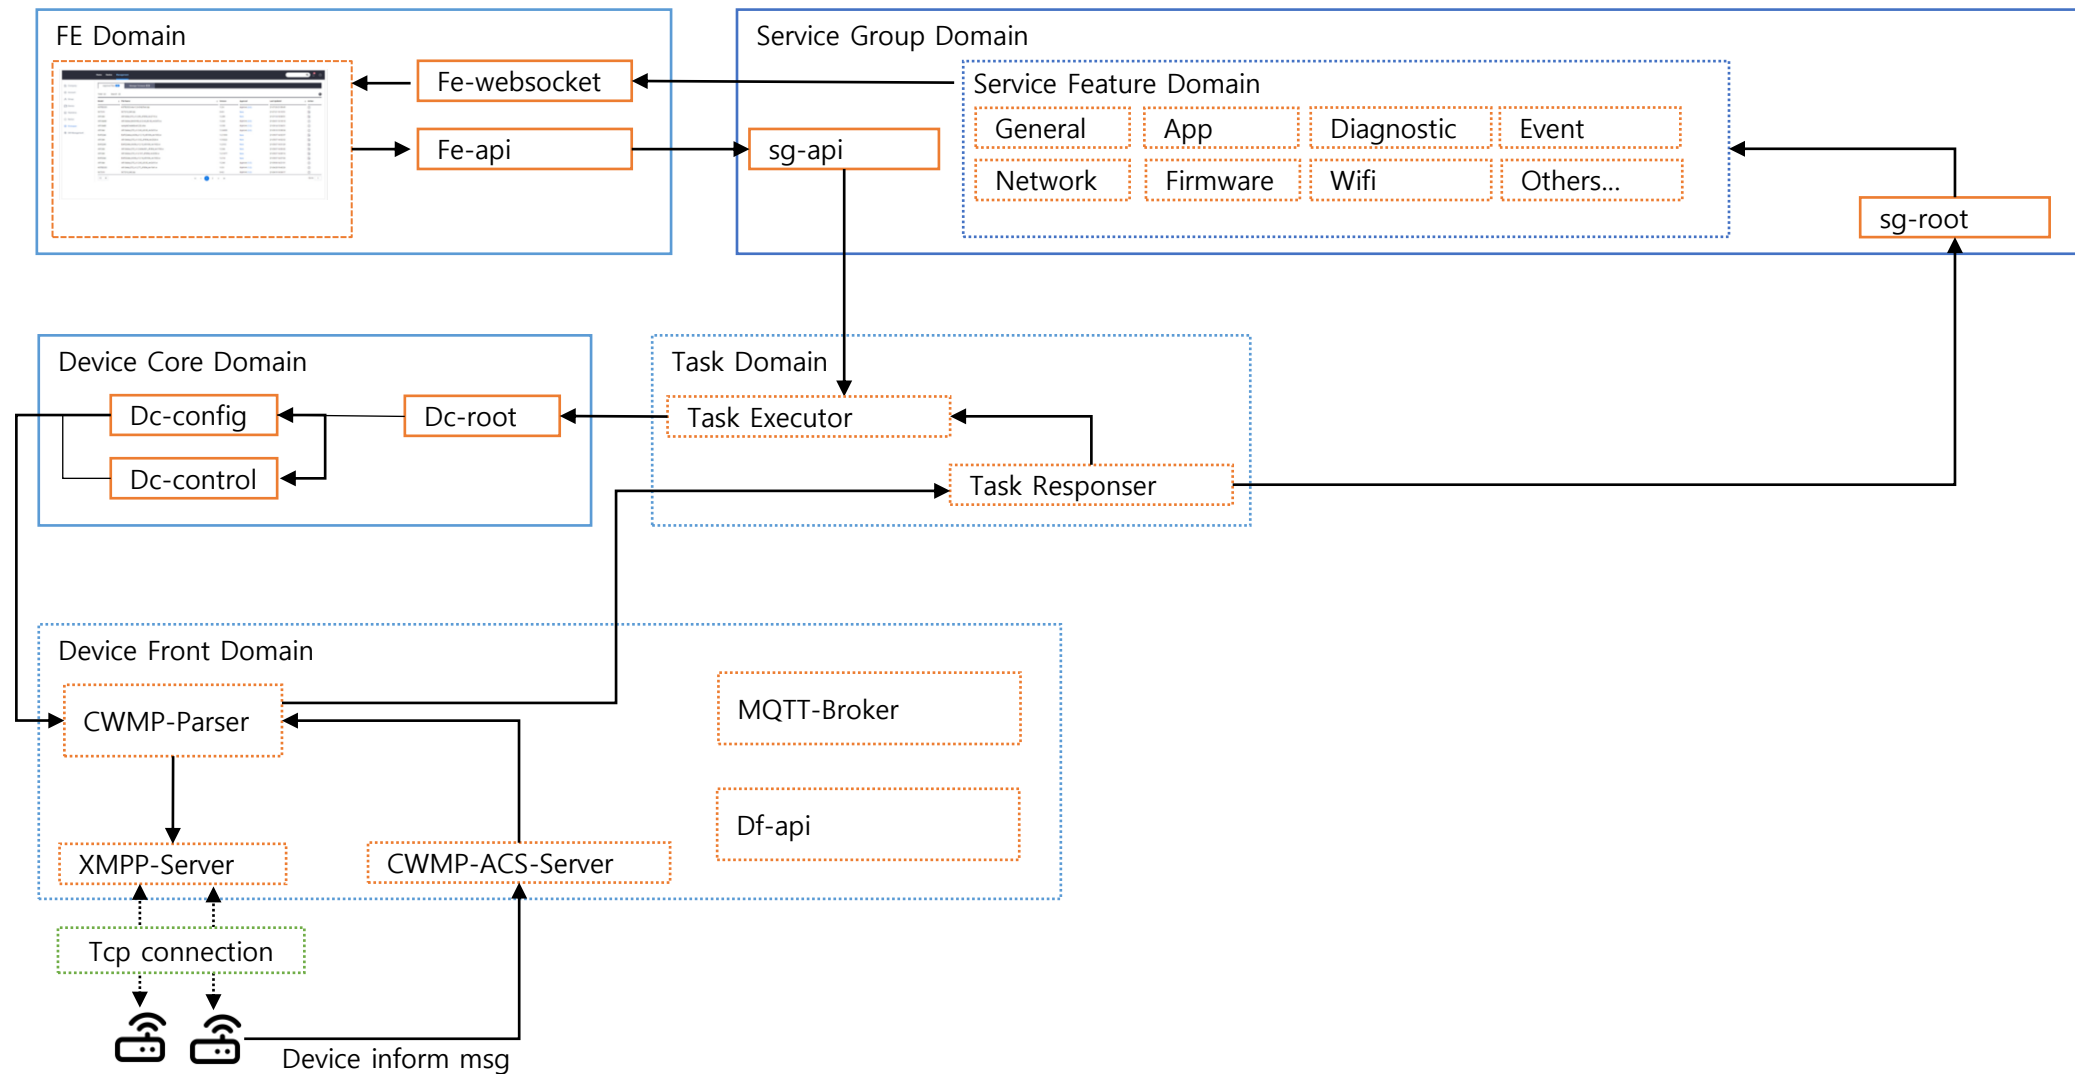 FE Domain
Fe-websocket
Fe-api
Service Group Domain
sg-api
Service Feature Domain
General
App
Diagnostic
Event
Network
Firmware
Wifi
Others...
sg-root
Device Core Domain
Dc-config
Dc-root
Dc-control
Task Domain
Task Executor
Task Responser
Device Front Domain
CWMP-Parser
MQTT-Broker
Df-api
XMPP-Server
CWMP-ACS-Server
Tcp connection
Device inform msg